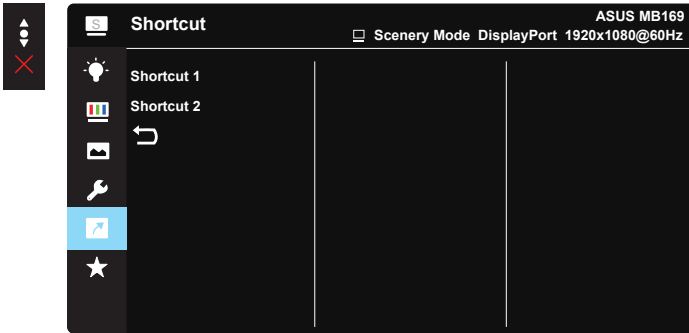 S
Shortcut
ASUS MB169
Scenery Mode DisplayPort 1920x1080@60Hz
Shortcut 1
Shortcut 2